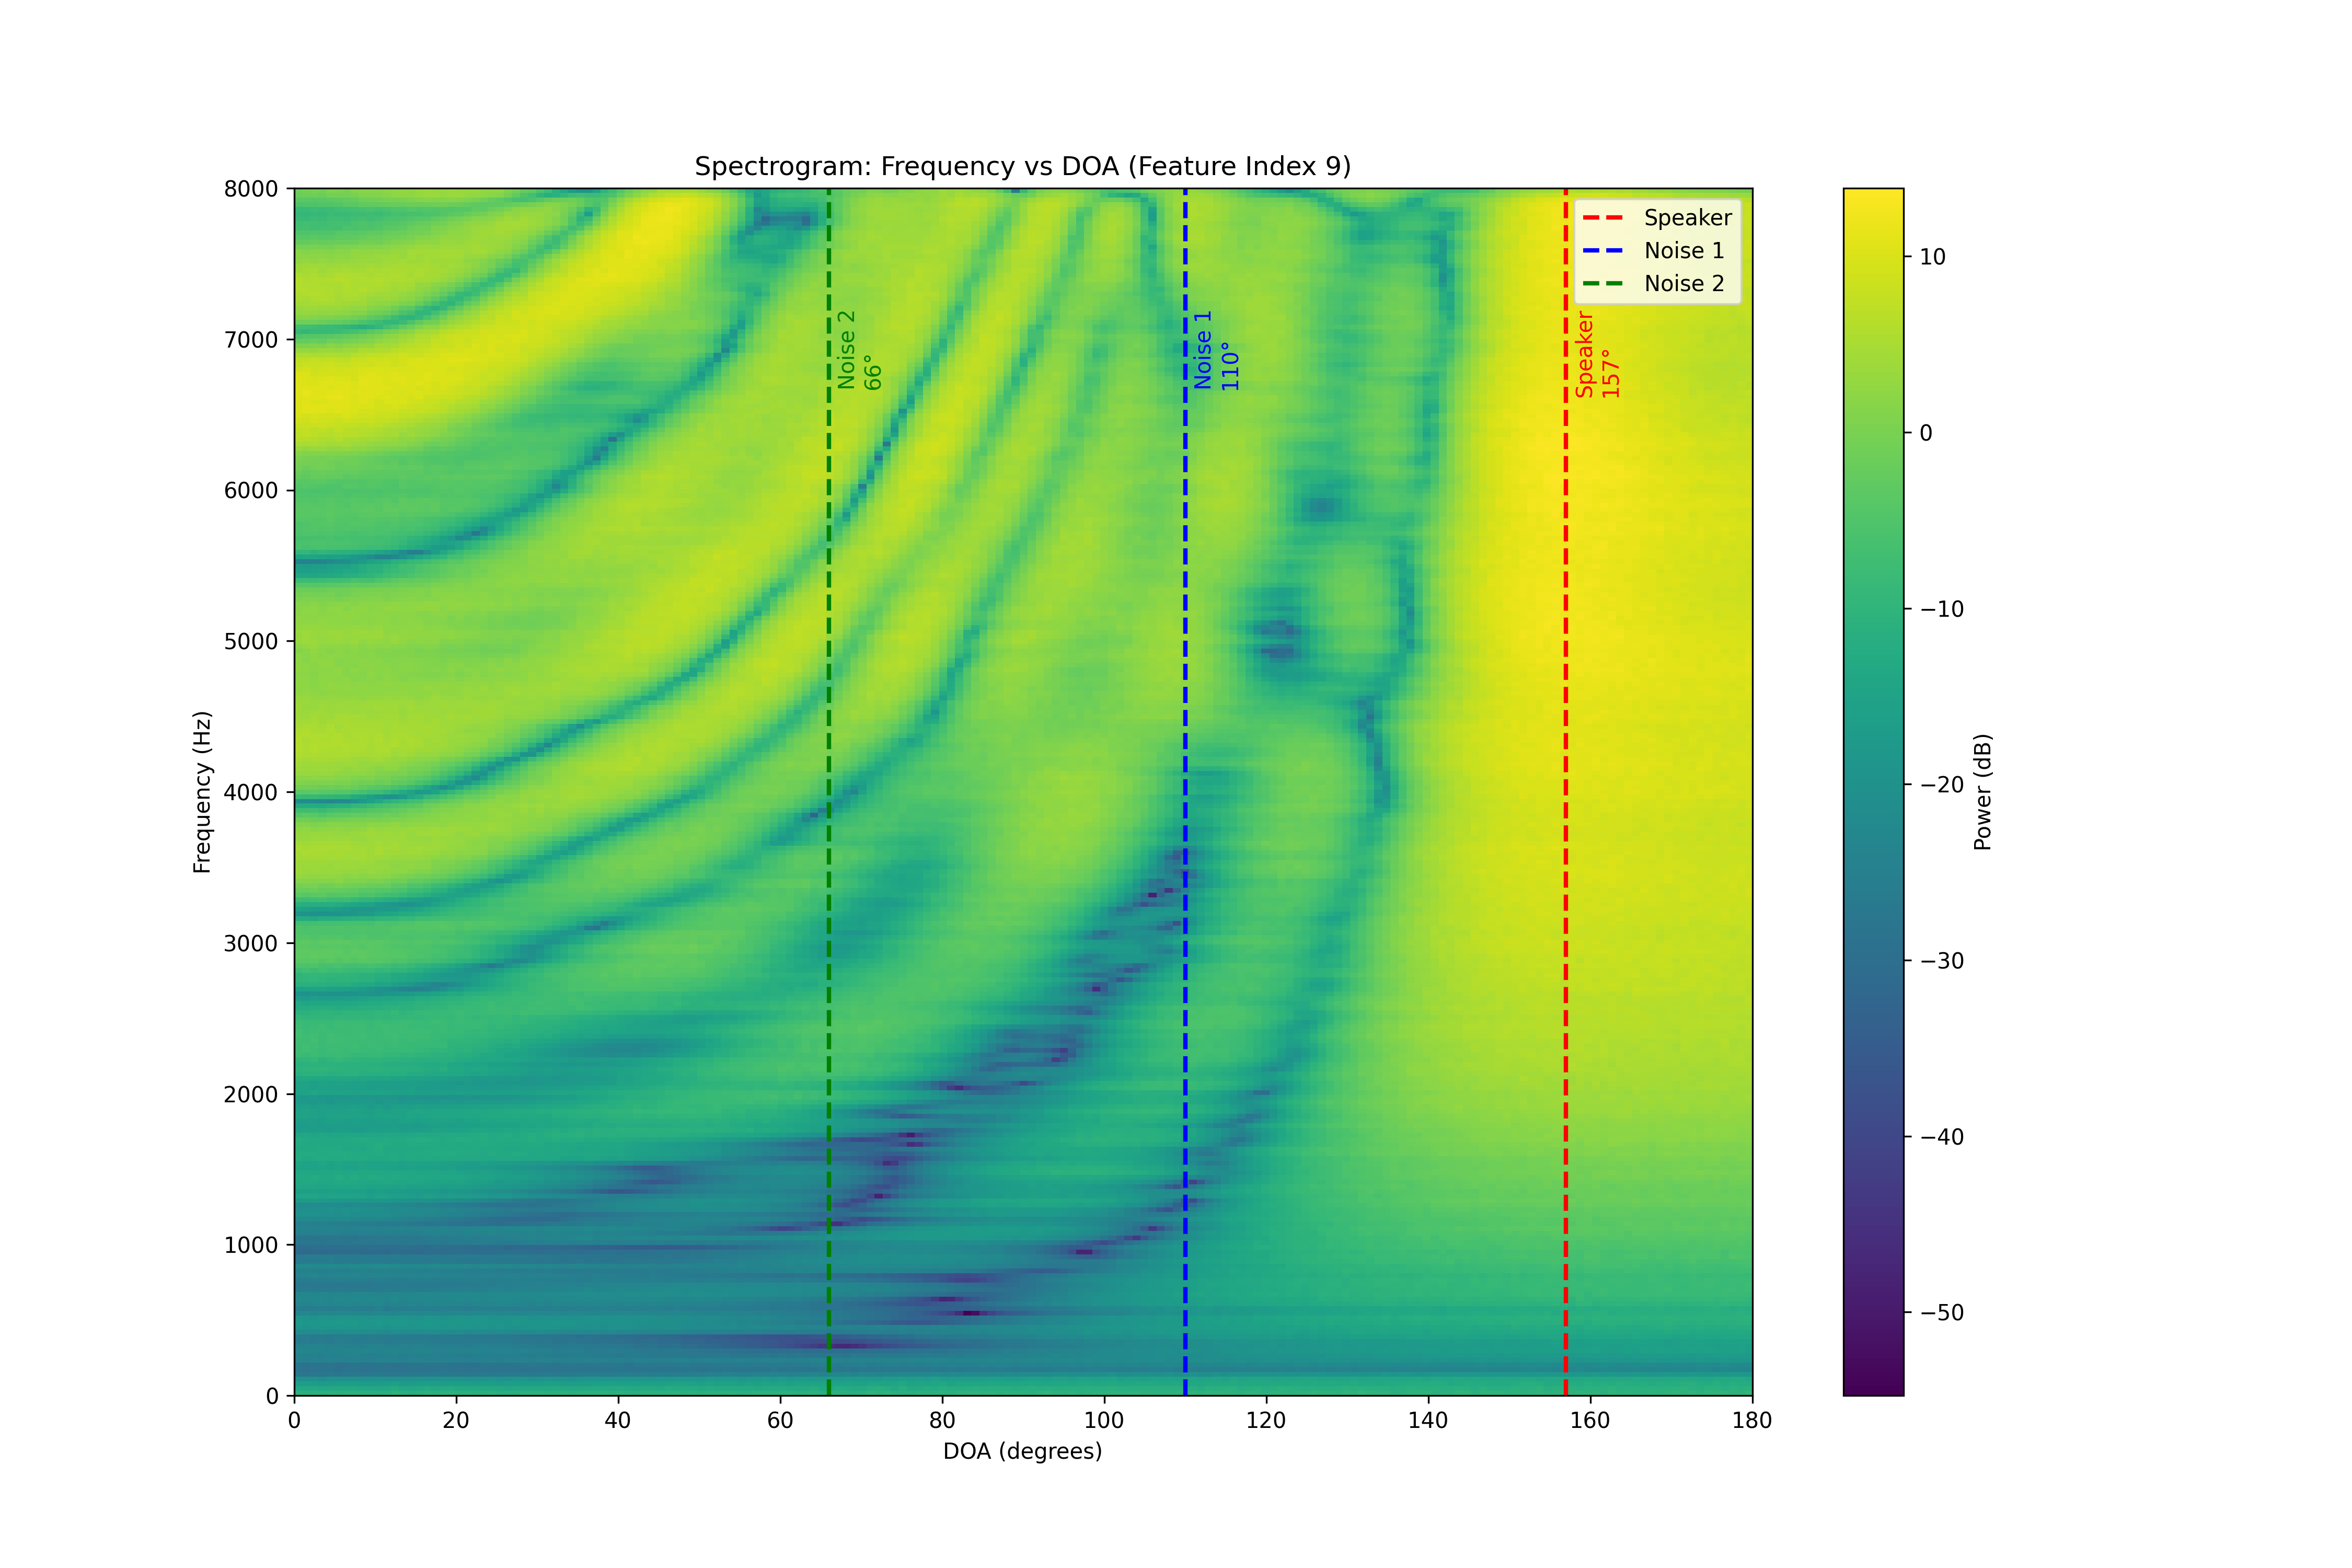 Spectrogram: Frequency vs DOA (Feature Index 9)
Frequency (Hz)
8000
7000
6000
5000
4000
3000
2000
1000
0
0 20 40 60 80 100 120 140 160 180
DOA (degrees)
Noise 2
66°
Noise 1
110°
Speaker
157°
Speaker
Noise 1
Noise 2
10
0
−10
−20
−30
−40
−50
Power (dB)